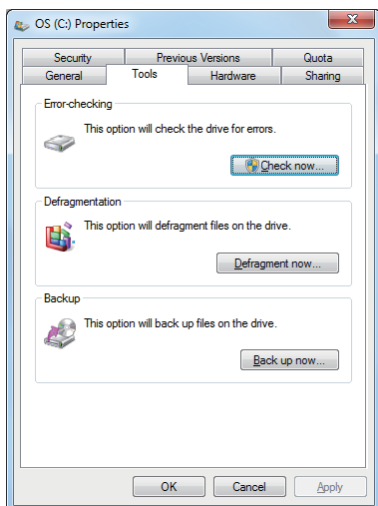 OS (C:) Properties
Security Previous Versions Quota
General Tools Hardware Sharing
Error-checking
This option will check the drive for errors.
Check now...
Defragmentation
This option will defragment files on the drive.
Defragment now...
Backup
This option will back up files on the drive.
Back up now...
OK Cancel Apply